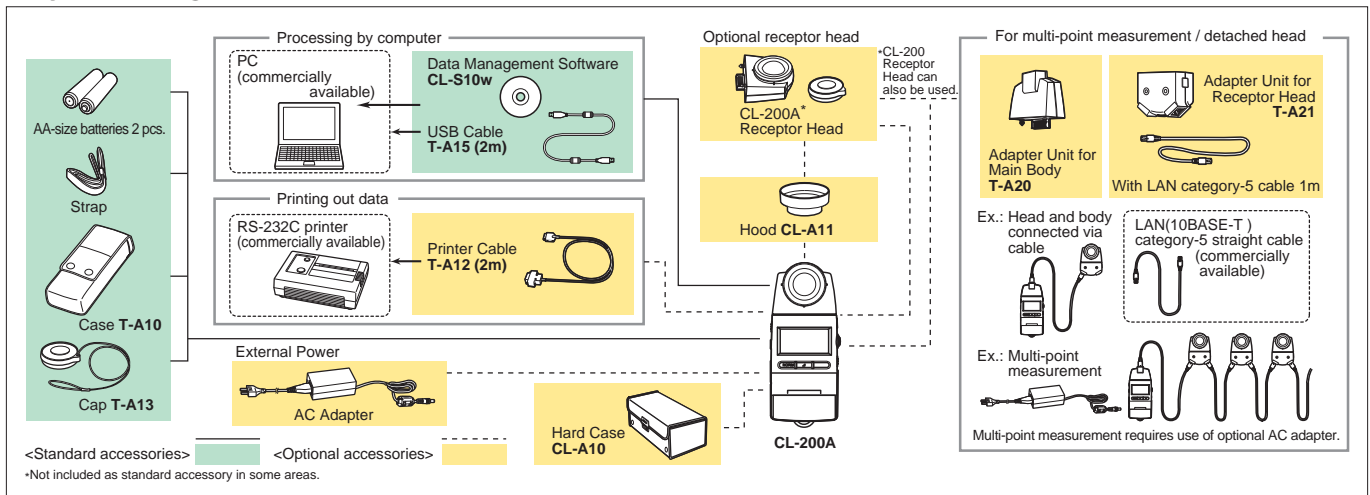 Processing by computer
PC
(commercially
available)
Data Management Software
CL-S10w
USB Cable
T-A15 (2m)
AA-size batteries 2 pcs.
Strap
Case T-A10
Cap T-A13
Printing out data
RS-232C printer
(commercially available)
Printer Cable
T-A12 (2m)
External Power
AC Adapter
Hard Case
CL-A10
Optional receptor head
CL-200A*
Receptor Head
*CL-200
Receptor
Head can
also be used.
Hood CL-A11
CL-200A
For multi-point measurement / detached head
Adapter Unit for
Main Body
T-A20
Adapter Unit for
Receptor Head
T-A21
With LAN category-5 cable 1m
Ex.: Head and body
connected via
cable
LAN(10BASE-T )
category-5 straight cable
(commercially
available)
Ex.: Multi-point
measurement
Multi-point measurement requires use of optional AC adapter.
<Standard accessories>
<Optional accessories>
*Not included as standard accessory in some areas.